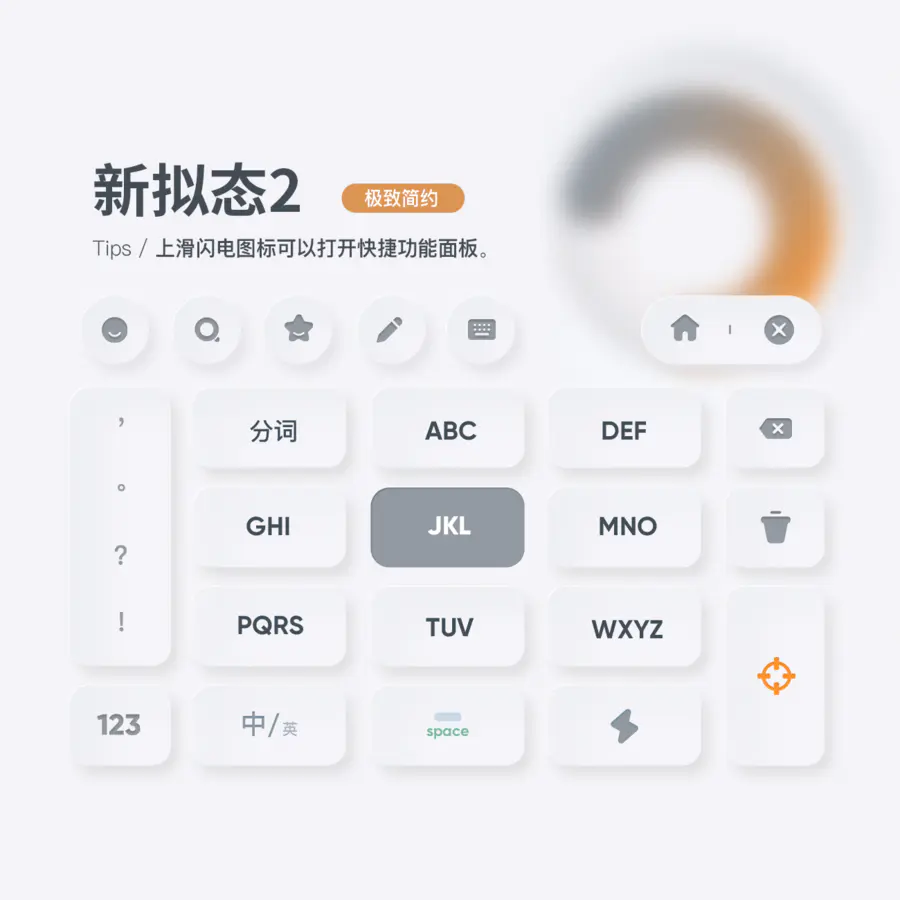 新拟态2 极致简约
Tips / 上滑闪电图标可以打开快捷功能面板。
，
分词 ABC DEF
。
GHI JKL MNO
?
PQRS TUV WXYZ
!
123 中/英 space